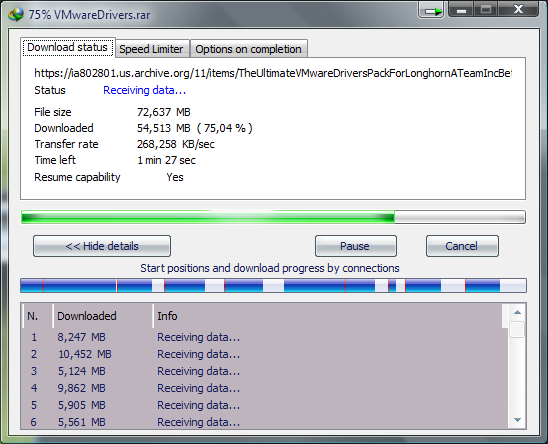 75% VMwareDrivers.rar
Download status Speed Limiter Options on completion
https://ia802801.us.archive.org/11/items/TheUltimateVMwareDriversPackForLonghornATeamIncBet
Status Receiving data...
File size 72,637 MB
Downloaded 54,513 MB ( 75,04 % )
Transfer rate 268,258 KB/sec
Time left 1 min 27 sec
Resume capability Yes
<< Hide details Pause Cancel
Start positions and download progress by connections
N. Downloaded Info
1 8,247 MB Receiving data...
2 10,452 MB Receiving data...
3 5,124 MB Receiving data...
4 9,862 MB Receiving data...
5 5,905 MB Receiving data...
6 5,561 MB Receiving data...